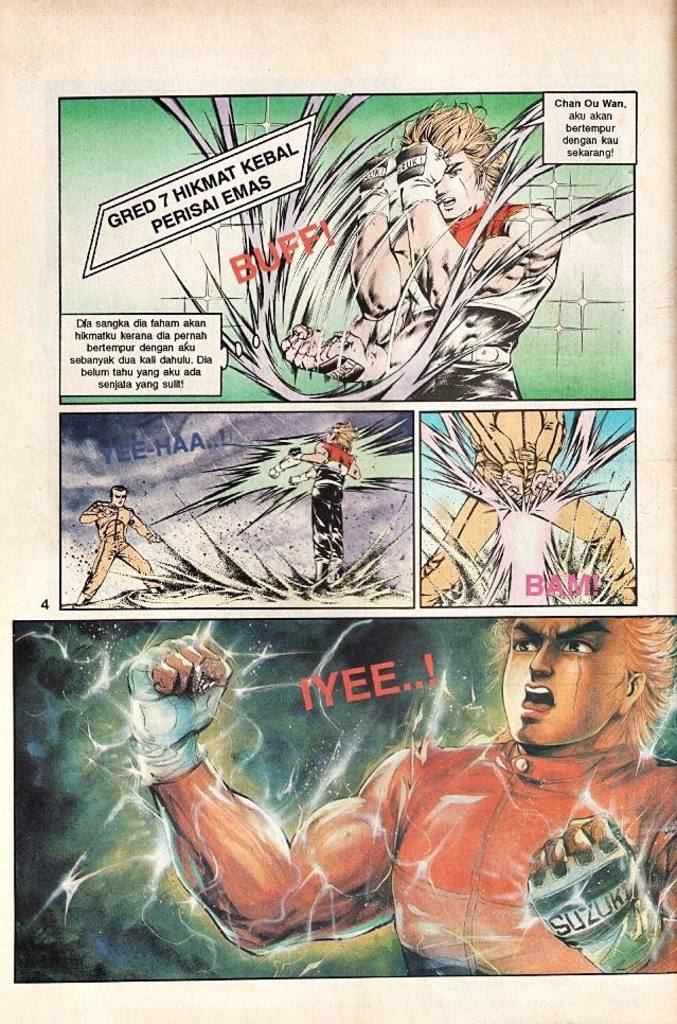 Chan Ou Wan,
aku akan
bertempur
dengan kau
sekarang!
GRED 7 HIKMAT KEBAL
PERISAI EMAS
BUFF!
Dia sangka dia faham akan
hikmatku kerana dia pernah
bertempur dengan aku
sebanyak dua kali dahulu. Dia
belum tahu yang aku ada
senjata yang sulit!
YEE-HAA..!
BAM!
4
IYEE..!
SUZUKI